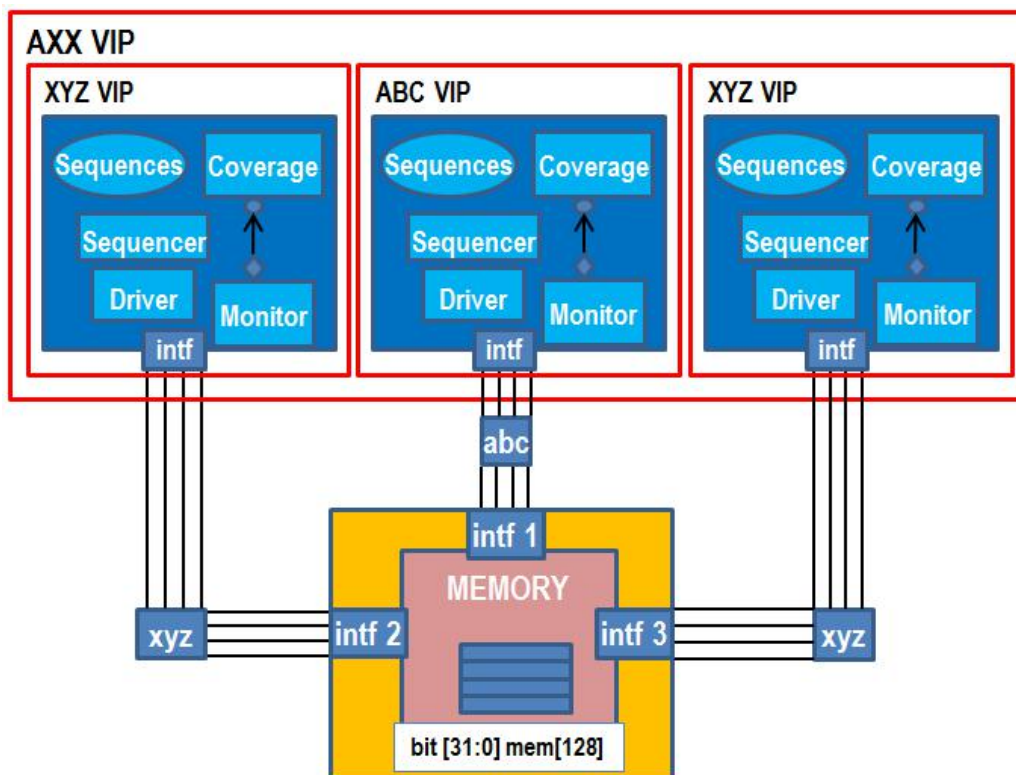 AXX VIP
XYZ VIP
Sequences
Coverage
Sequencer
Driver
Monitor
intf
ABC VIP
Sequences
Coverage
Sequencer
Driver
Monitor
intf
XYZ VIP
Sequences
Coverage
Sequencer
Driver
Monitor
intf
abc
intf 1
MEMORY
xyz
intf 2
intf 3
xyz
bit [31:0] mem[128]